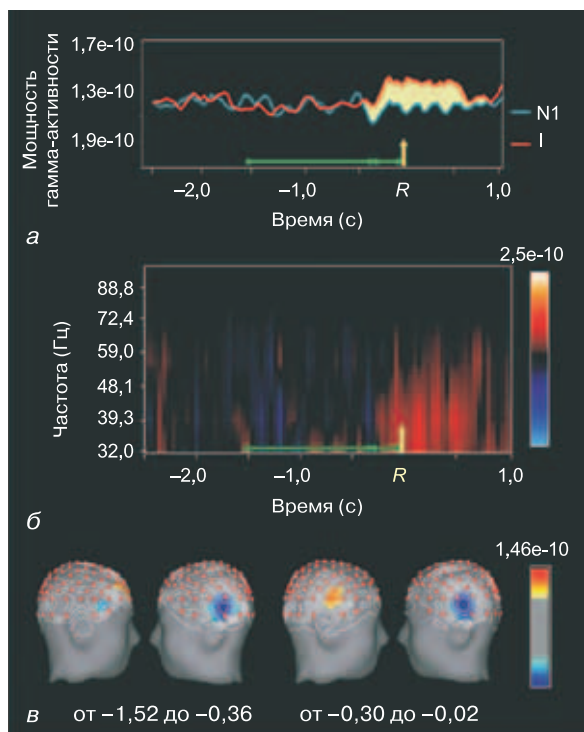 Мощность
гамма-активности
1,7e-10
1,3e-10
1,9e-10
N1
I
–2,0
–1,0
R
1,0
Время (с)
а
2,5e-10
Частота (Гц)
88,8
72,4
59,0
48,1
39,3
32,0
–2,0
–1,0
R
1,0
Время (с)
б
1,46e-10
в
от –1,52 до –0,36
от –0,30 до –0,02